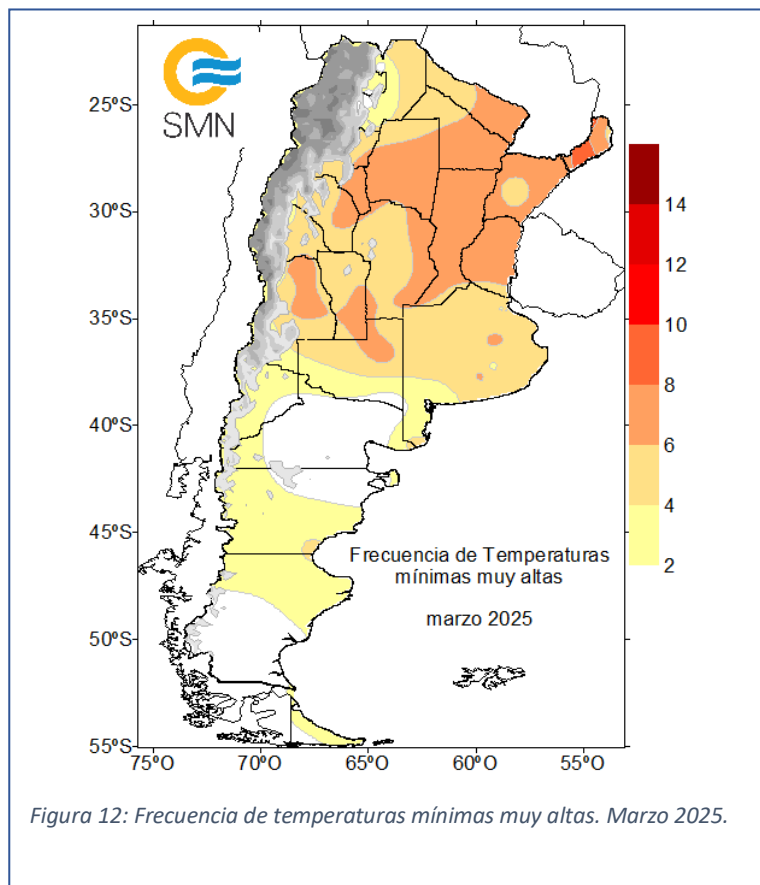 SMN
25ºS
30ºS
35ºS
40ºS
45ºS
50ºS
55ºS
75ºO
70ºO
65ºO
60ºO
55ºO
14
12
10
8
6
4
2
Frecuencia de Temperaturas
mínimas muy altas
marzo 2025
Figura 12: Frecuencia de temperaturas mínimas muy altas. Marzo 2025.